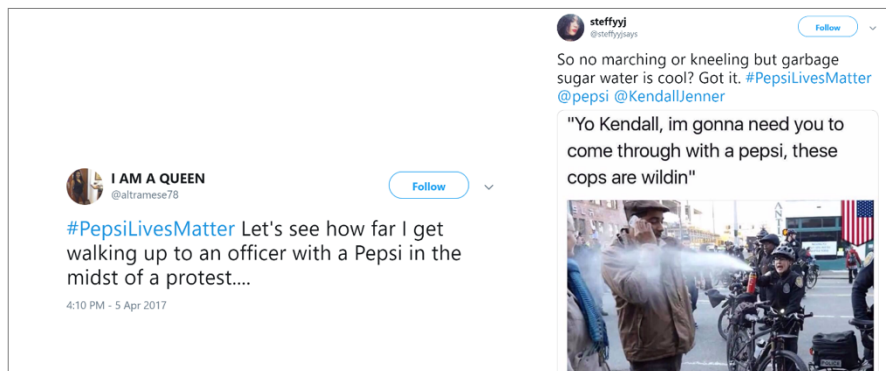 I AM A QUEEN
@altramese78
Follow
#PepsiLivesMatter Let's see how far I get
walking up to an officer with a Pepsi in the
midst of a protest....
4:10 PM - 5 Apr 2017
steffyyj
@steffyyjsays
Follow
So no marching or kneeling but garbage
sugar water is cool? Got it. #PepsiLivesMatter
@pepsi @KendallJenner
"Yo Kendall, im gonna need you to
come through with a pepsi, these
cops are wildin"